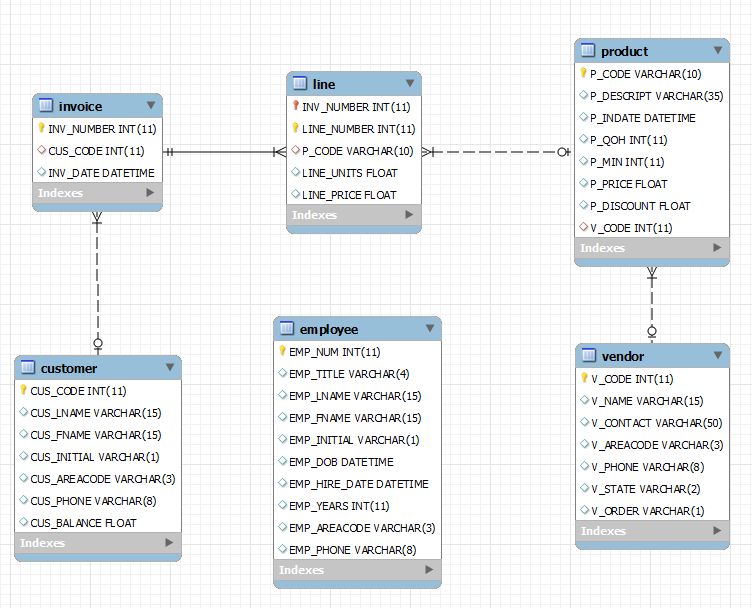 invoice
INV_NUMBER INT(11)
CUS_CODE INT(11)
INV_DATE DATETIME
Indexes
line
INV_NUMBER INT(11)
LINE_NUMBER INT(11)
P_CODE VARCHAR(10)
LINE_UNITS FLOAT
LINE_PRICE FLOAT
Indexes
product
P_CODE VARCHAR(10)
P_DESCRIPT VARCHAR(35)
P_INDATE DATETIME
P_QOH INT(11)
P_MIN INT(11)
P_PRICE FLOAT
P_DISCOUNT FLOAT
V_CODE INT(11)
Indexes
customer
CUS_CODE INT(11)
CUS_LNAME VARCHAR(15)
CUS_FNAME VARCHAR(15)
CUS_INITIAL VARCHAR(1)
CUS_AREACODE VARCHAR(3)
CUS_PHONE VARCHAR(8)
CUS_BALANCE FLOAT
Indexes
employee
EMP_NUM INT(11)
EMP_TITLE VARCHAR(4)
EMP_LNAME VARCHAR(15)
EMP_FNAME VARCHAR(15)
EMP_INITIAL VARCHAR(1)
EMP_DOB DATETIME
EMP_HIRE_DATE DATETIME
EMP_YEARS INT(11)
EMP_AREACODE VARCHAR(3)
EMP_PHONE VARCHAR(8)
Indexes
vendor
V_CODE INT(11)
V_NAME VARCHAR(15)
V_CONTACT VARCHAR(50)
V_AREACODE VARCHAR(3)
V_PHONE VARCHAR(8)
V_STATE VARCHAR(2)
V_ORDER VARCHAR(1)
Indexes